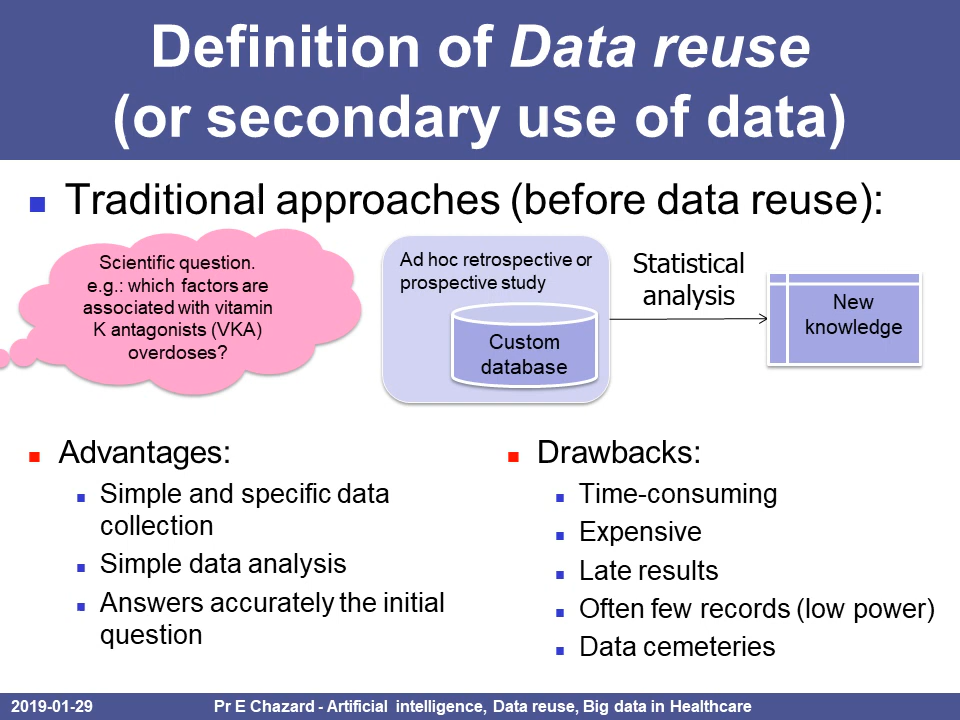 Definition of Data reuse
(or secondary use of data)
Traditional approaches (before data reuse):
Scientific question.
e.g.: which factors are
associated with vitamin
K antagonists (VKA)
overdoses?
Ad hoc retrospective or
prospective study
Custom
database
Statistical
analysis
New
knowledge
Advantages:
Simple and specific data
collection
Simple data analysis
Answers accurately the initial
question
Drawbacks:
Time-consuming
Expensive
Late results
Often few records (low power)
Data cemeteries
2019-01-29
Pr E Chazard - Artificial intelligence, Data reuse, Big data in Healthcare